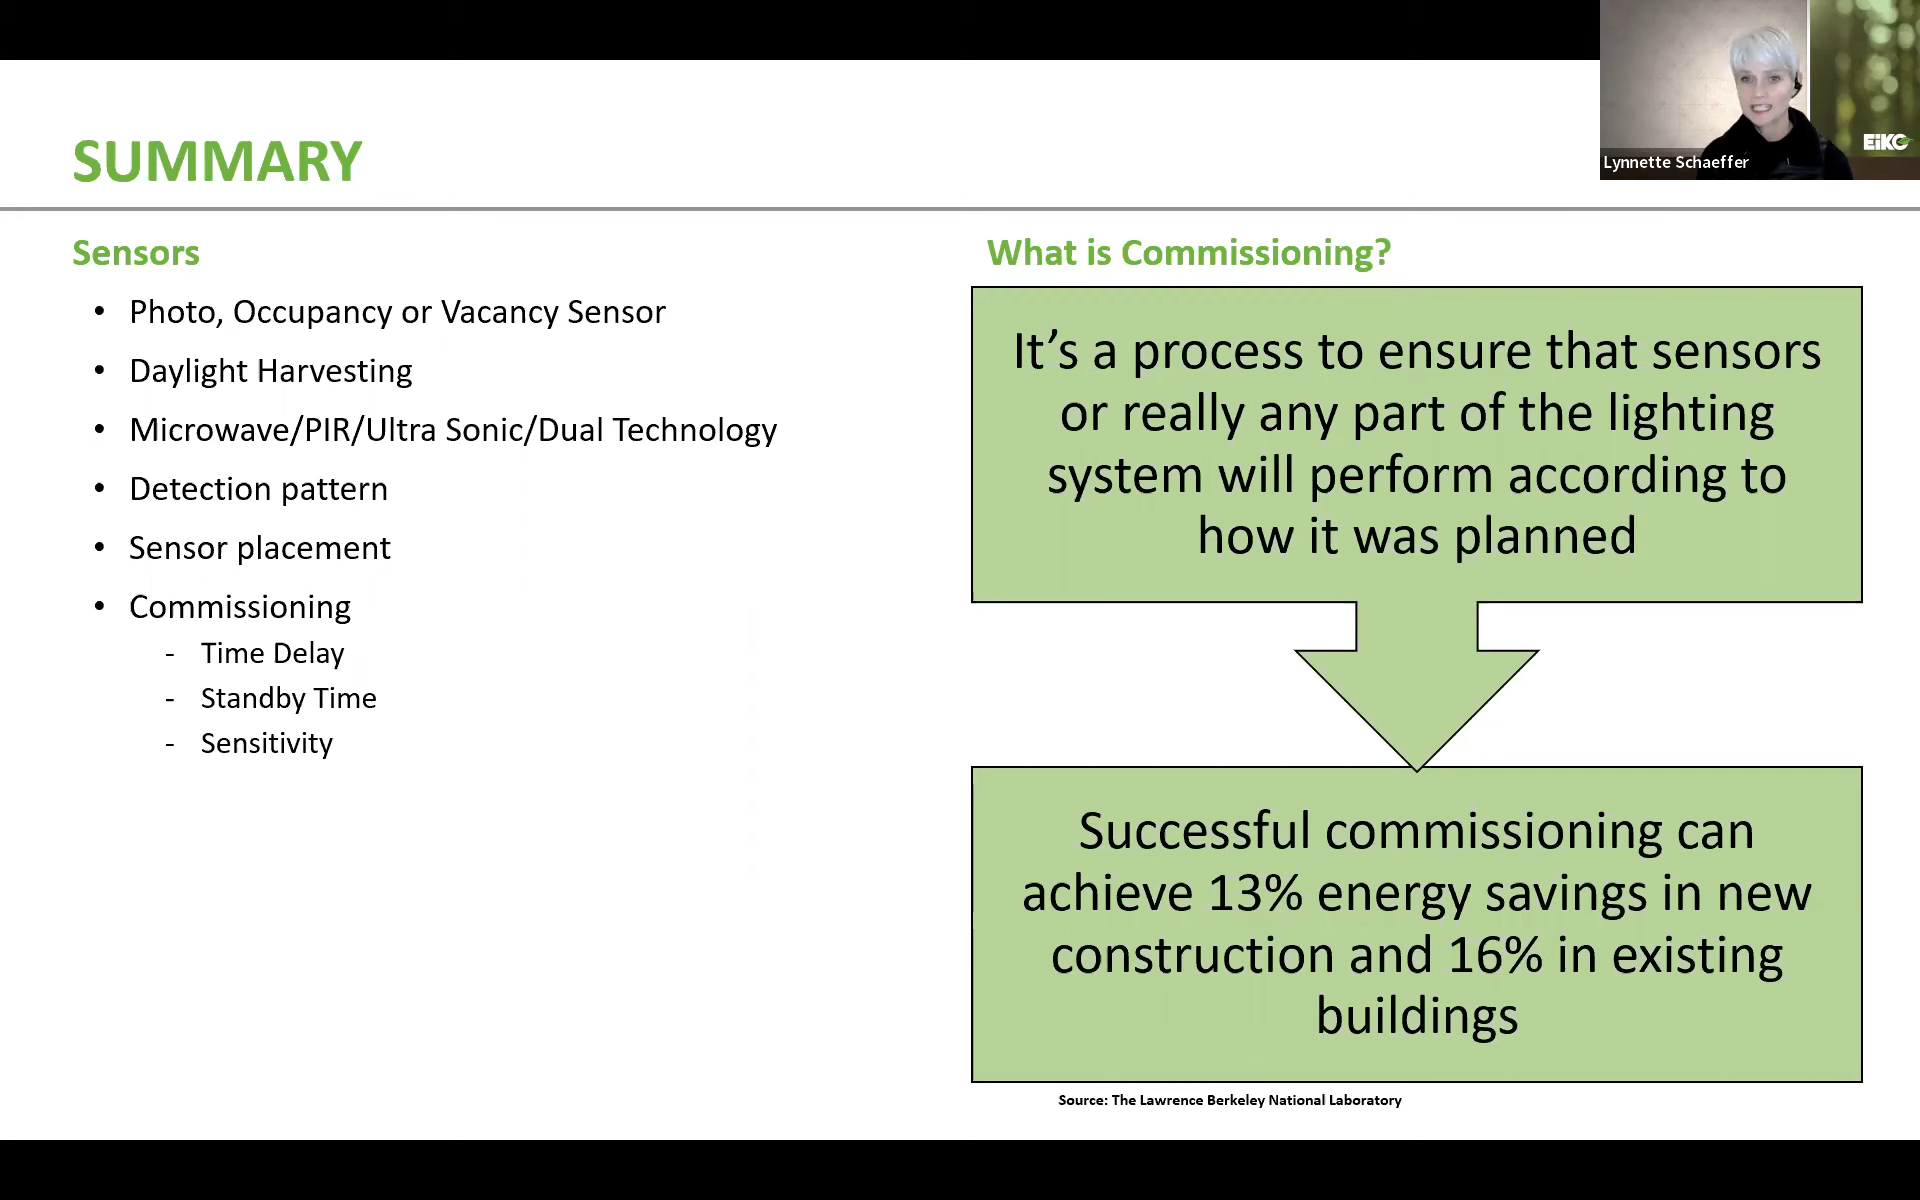 EiKO
Lynnette Schaeffer
SUMMARY
Sensors
• Photo, Occupancy or Vacancy Sensor
• Daylight Harvesting
• Microwave/PIR/Ultra Sonic/Dual Technology
• Detection pattern
• Sensor placement
• Commissioning
- Time Delay
- Standby Time
- Sensitivity
What is Commissioning?
It’s a process to ensure that sensors
or really any part of the lighting
system will perform according to
how it was planned
Successful commissioning can
achieve 13% energy savings in new
construction and 16% in existing
buildings
Source: The Lawrence Berkeley National Laboratory